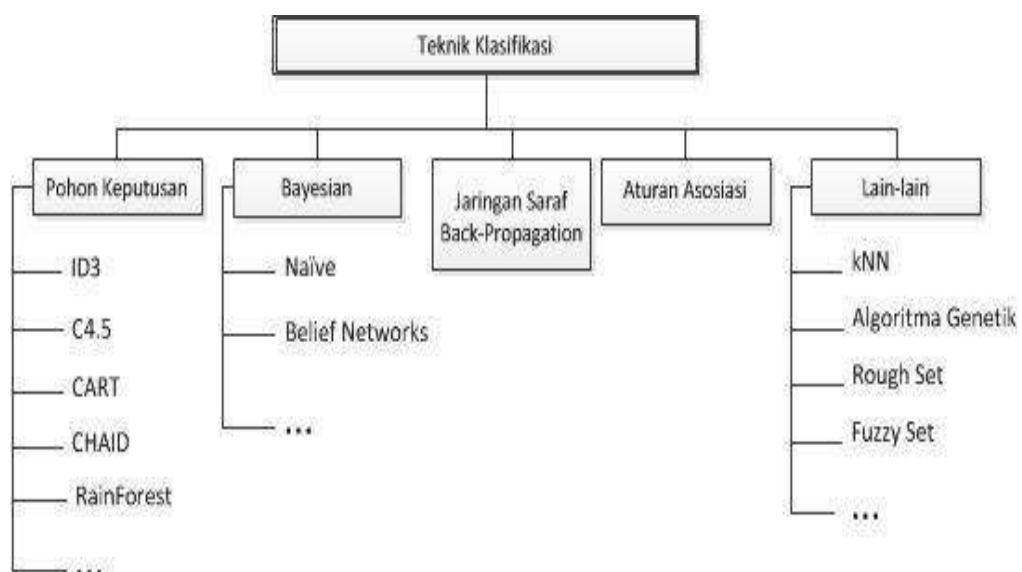 Teknik Klasifikasi
Pohon Keputusan
ID3
C4.5
CART
CHAID
RainForest
...
Bayesian
Naïve
Belief Networks
...
Jaringan Saraf
Back-Propagation
Aturan Asosiasi
Lain-lain
kNN
Algoritma Genetik
Rough Set
Fuzzy Set
...